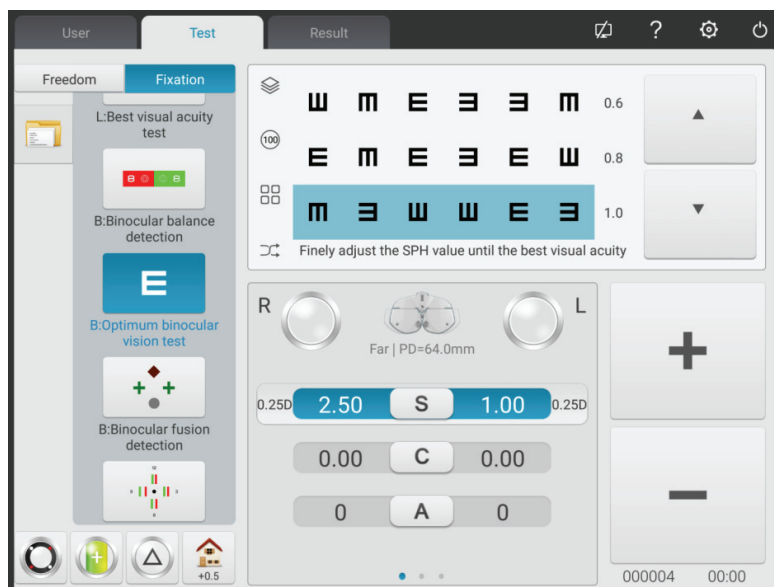 User
Test
Result
?
Freedom
Fixation
L:Best visual acuity
test
B:Binocular balance
detection
B:Optimum binocular
vision test
B:Binocular fusion
detection
+0.5
100
Ш m E Ǝ Ǝ m 0.6
E m E Ǝ E Ш 0.8
m Ǝ Ш Ш E Ǝ 1.0
Finely adjust the SPH value until the best visual acuity
R
L
Far | PD=64.0mm
0.25D 2.50 S 1.00 0.25D
0.00 C 0.00
0 A 0
+
−
000004 00:00